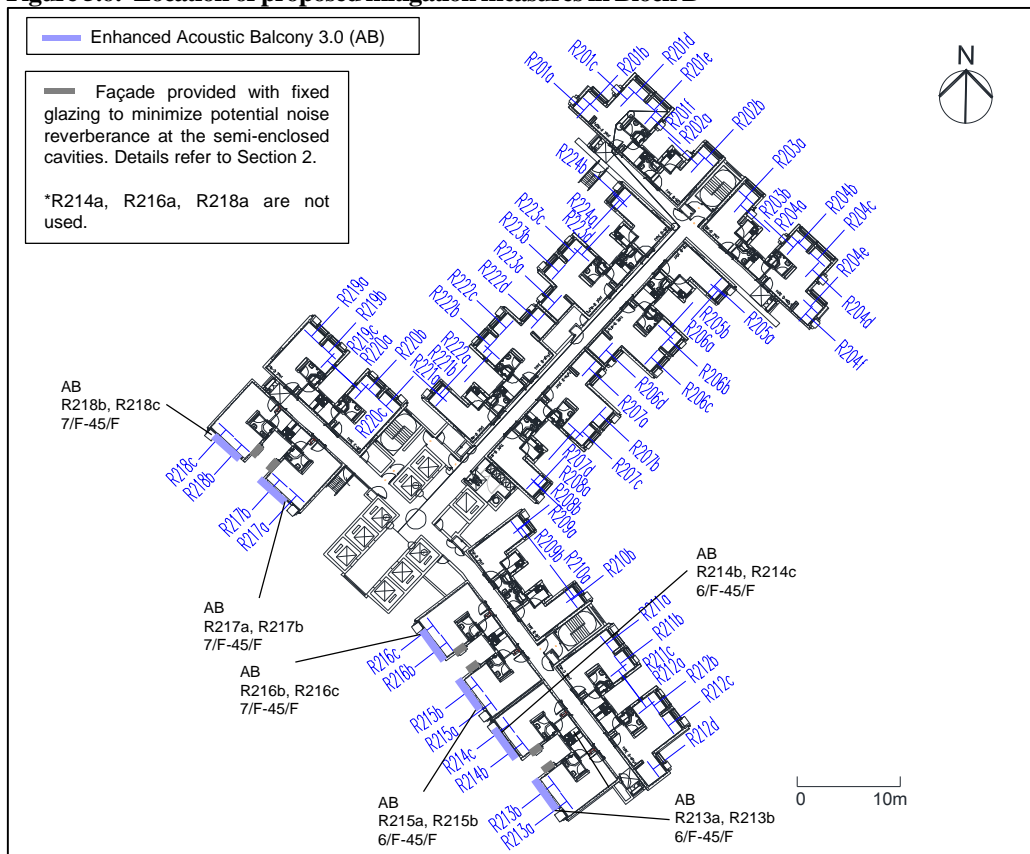 Figure 3.6: Location of proposed mitigation measures in Block B
Enhanced Acoustic Balcony 3.0 (AB)
Façade provided with fixed
glazing to minimize potential noise
reverberance at the semi-enclosed
cavities. Details refer to Section 2.
*R214a, R216a, R218a are not
used.
N
R201a
R201c
R201b
R201d
R201e
R201f
R202a
R202b
R203a
R203b
R204a
R204b
R204c
R204e
R204d
R204f
R224b
R224a
R223d
R223c
R223b
R223a
R222d
R222c
R222b
R222a
R221b
R221a
R205a
R205b
R206a
R206b
R206c
R206d
R207a
R207b
R207c
R207d
R208a
R208b
R209a
R209b
R210a
R210b
R219a
R219b
R219c
R220a
R220b
R220c
AB
R218b, R218c
7/F-45/F
R218c
R218b
R217b
R217a
AB
R217a, R217b
7/F-45/F
AB
R216b, R216c
7/F-45/F
R216c
R216b
R215b
R215a
R214c
R214b
AB
R214b, R214c
6/F-45/F
R211a
R211b
R211c
R212a
R212b
R212c
R212d
AB
R215a, R215b
6/F-45/F
R213b
R213a
AB
R213a, R213b
6/F-45/F
0 10m